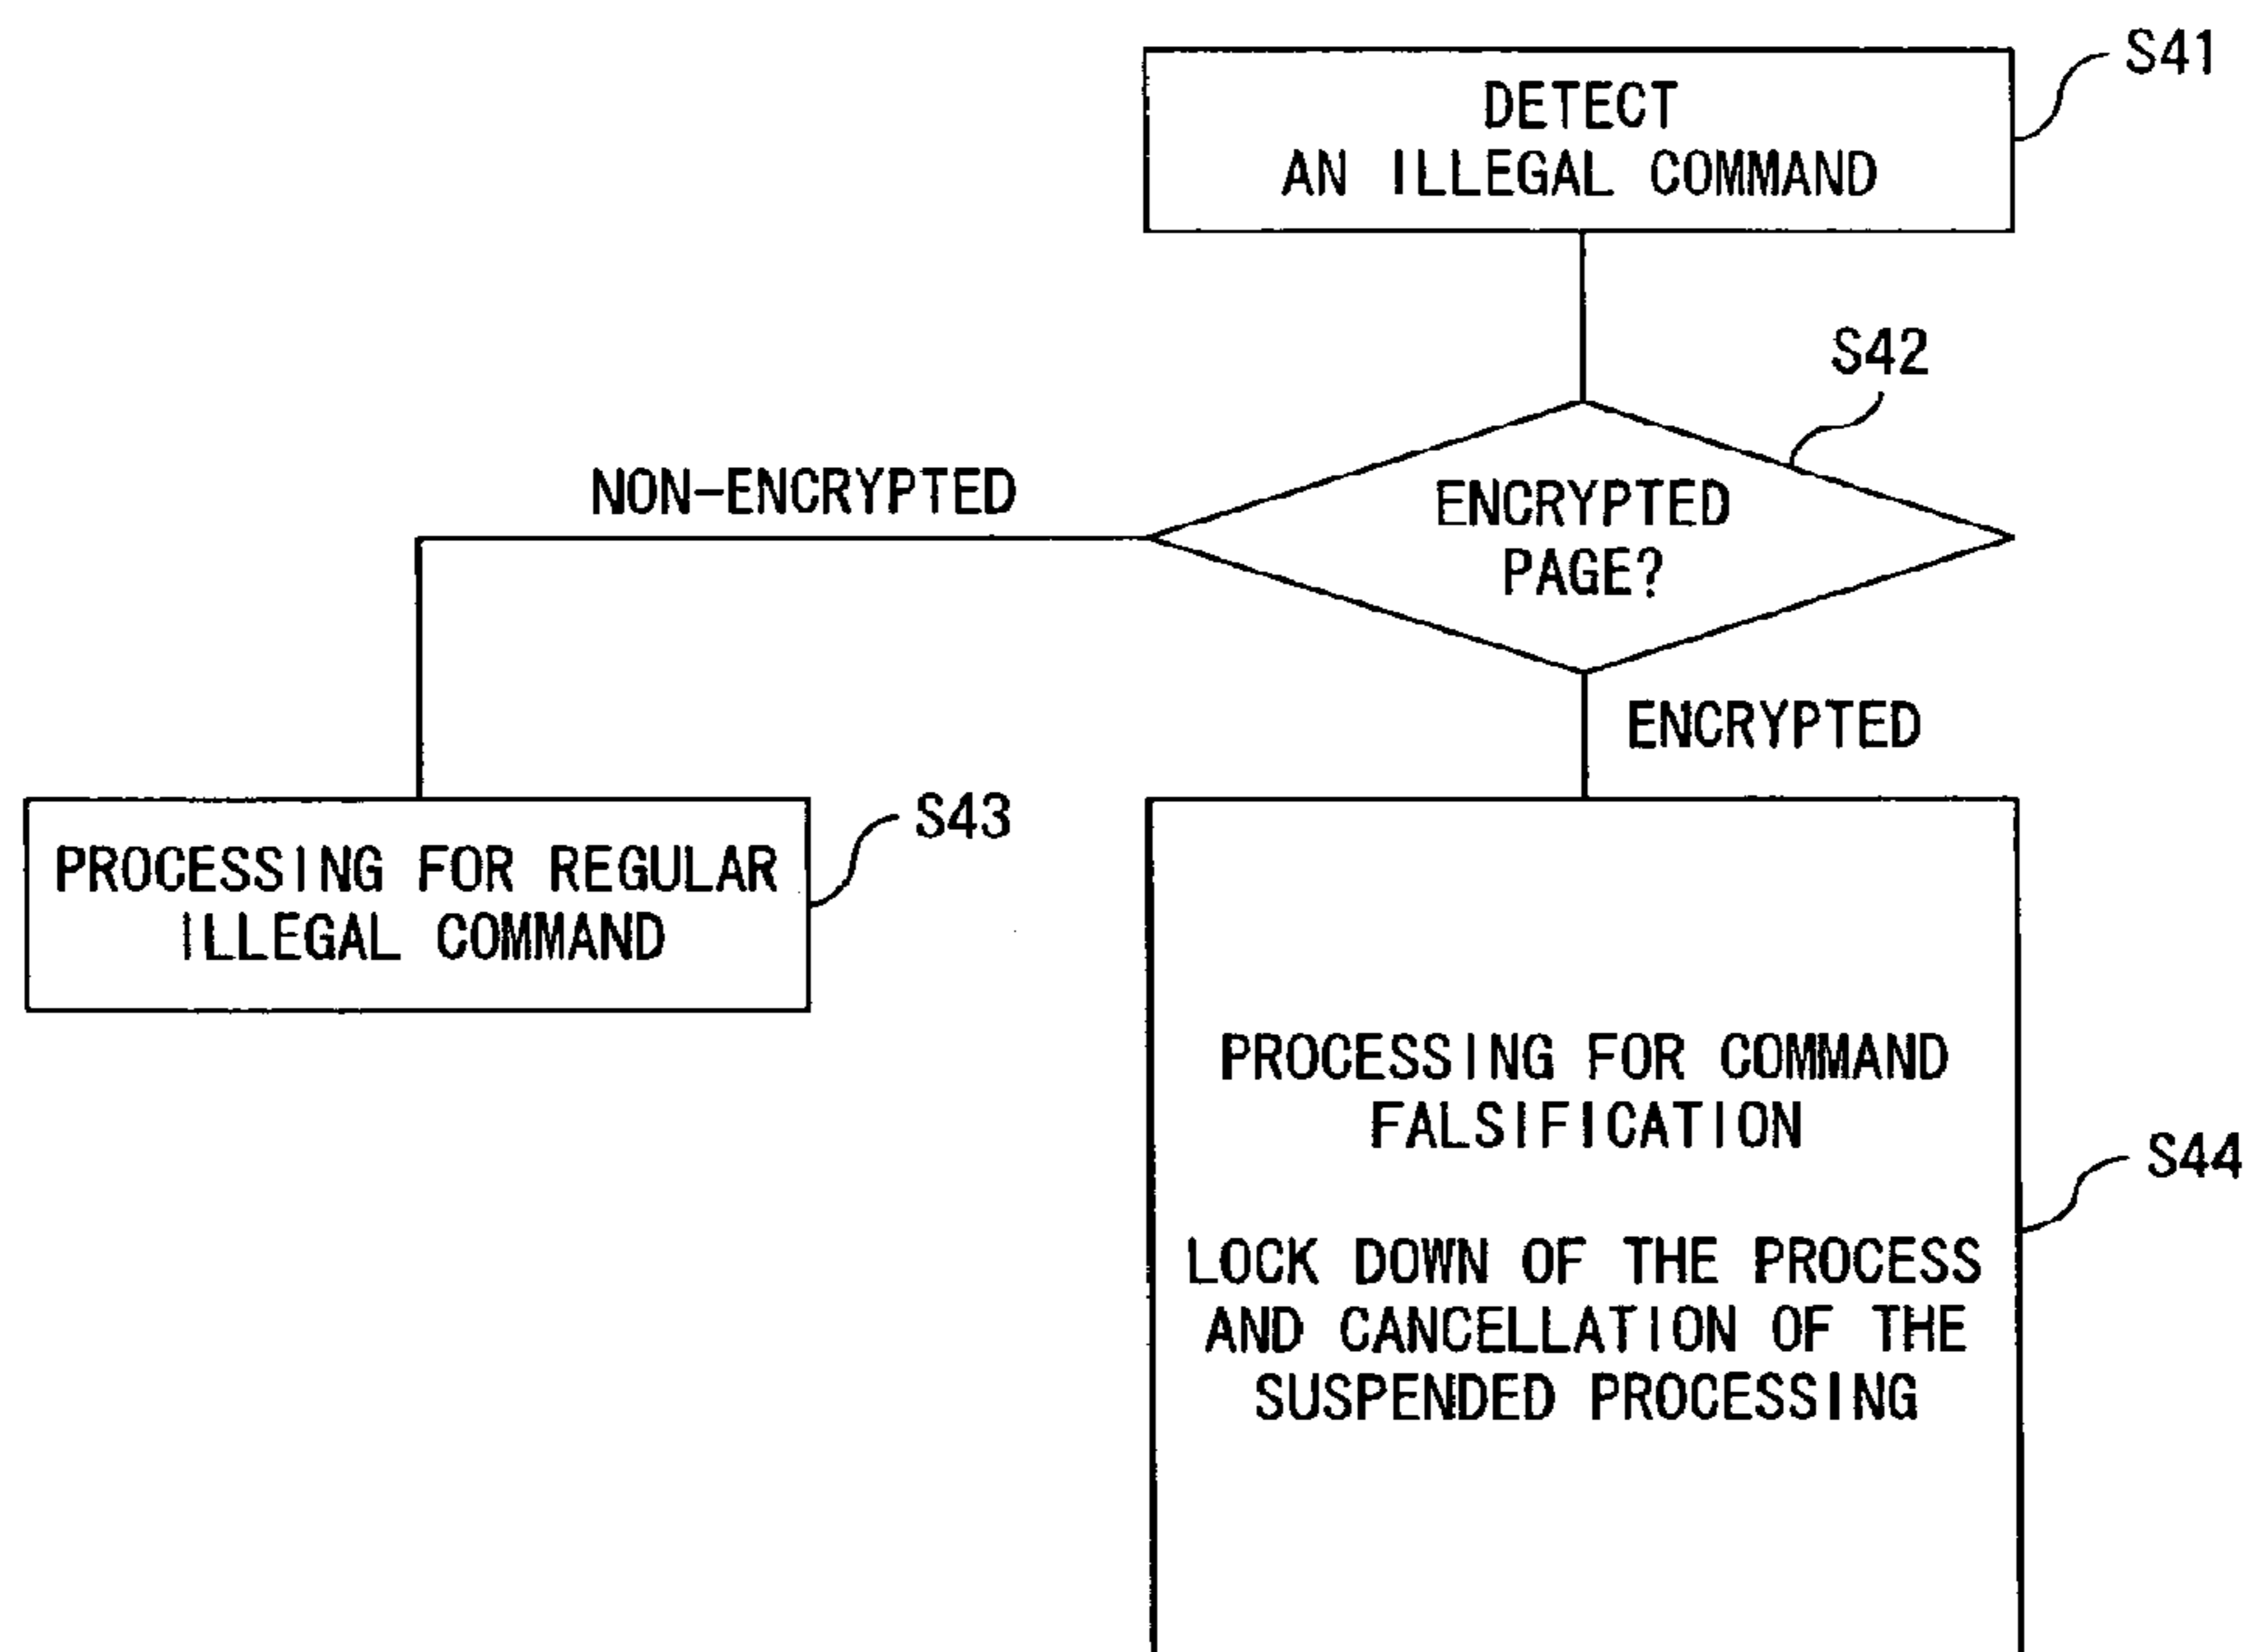 S41
DETECT
AN ILLEGAL COMMAND
S42
NON-ENCRYPTED
ENCRYPTED
PAGE?
ENCRYPTED
S43
PROCESSING FOR REGULAR
ILLEGAL COMMAND
PROCESSING FOR COMMAND
FALSIFICATION
S44
LOCK DOWN OF THE PROCESS
AND CANCELLATION OF THE
SUSPENDED PROCESSING